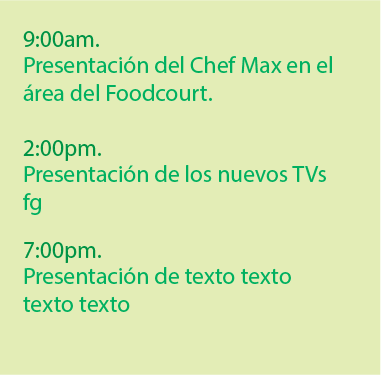 9:00am.
Presentación del Chef Max en el
área del Foodcourt.
2:00pm.
Presentación de los nuevos TVs
fg
7:00pm.
Presentación de texto texto
texto texto